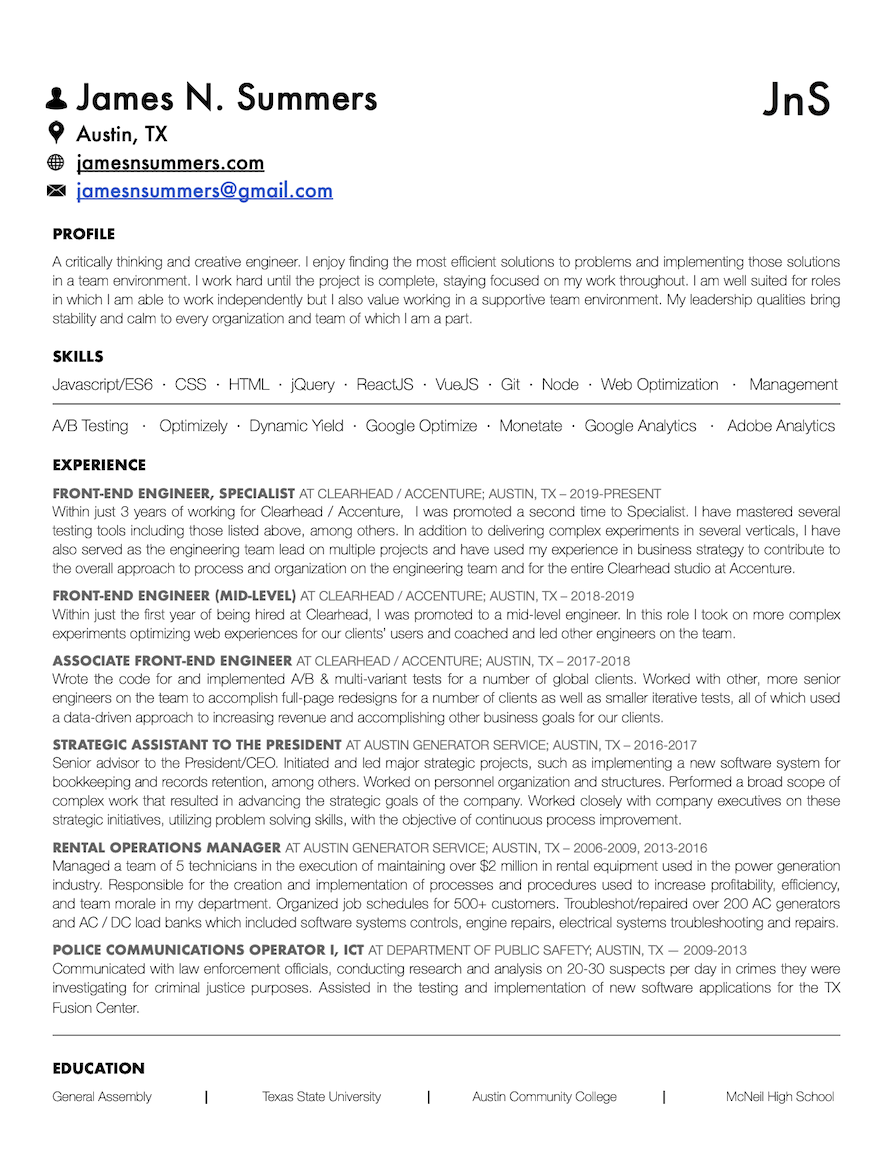 James N. Summers
JnS
Austin, TX
jamesnsummers.com
jamesnsummers@gmail.com
PROFILE
A critically thinking and creative engineer. I enjoy finding the most efficient solutions to problems and implementing those solutions
in a team environment. I work hard until the project is complete, staying focused on my work throughout. I am well suited for roles
in which I am able to work independently but I also value working in a supportive team environment. My leadership qualities bring
stability and calm to every organization and team of which I am a part.
SKILLS
Javascript/ES6 · CSS · HTML · jQuery · ReactJS · VueJS · Git · Node · Web Optimization · Management
A/B Testing · Optimizely · Dynamic Yield · Google Optimize · Monetate · Google Analytics · Adobe Analytics
EXPERIENCE
FRONT-END ENGINEER, SPECIALIST AT CLEARHEAD / ACCENTURE; AUSTIN, TX – 2019-PRESENT
Within just 3 years of working for Clearhead / Accenture, I was promoted a second time to Specialist. I have mastered several
testing tools including those listed above, among others. In addition to delivering complex experiments in several verticals, I have
also served as the engineering team lead on multiple projects and have used my experience in business strategy to contribute to
the overall approach to process and organization on the engineering team and for the entire Clearhead studio at Accenture.
FRONT-END ENGINEER (MID-LEVEL) AT CLEARHEAD / ACCENTURE; AUSTIN, TX – 2018-2019
Within just the first year of being hired at Clearhead, I was promoted to a mid-level engineer. In this role I took on more complex
experiments optimizing web experiences for our clients' users and coached and led other engineers on the team.
ASSOCIATE FRONT-END ENGINEER AT CLEARHEAD / ACCENTURE; AUSTIN, TX – 2017-2018
Wrote the code for and implemented A/B & multi-variant tests for a number of global clients. Worked with other, more senior
engineers on the team to accomplish full-page redesigns for a number of clients as well as smaller iterative tests, all of which used
a data-driven approach to increasing revenue and accomplishing other business goals for our clients.
STRATEGIC ASSISTANT TO THE PRESIDENT AT AUSTIN GENERATOR SERVICE; AUSTIN, TX – 2016-2017
Senior advisor to the President/CEO. Initiated and led major strategic projects, such as implementing a new software system for
bookkeeping and records retention, among others. Worked on personnel organization and structures. Performed a broad scope of
complex work that resulted in advancing the strategic goals of the company. Worked closely with company executives on these
strategic initiatives, utilizing problem solving skills, with the objective of continuous process improvement.
RENTAL OPERATIONS MANAGER AT AUSTIN GENERATOR SERVICE; AUSTIN, TX – 2006-2009, 2013-2016
Managed a team of 5 technicians in the execution of maintaining over $2 million in rental equipment used in the power generation
industry. Responsible for the creation and implementation of processes and procedures used to increase profitability, efficiency,
and team morale in my department. Organized job schedules for 500+ customers. Troubleshot/repaired over 200 AC generators
and AC / DC load banks which included software systems controls, engine repairs, electrical systems troubleshooting and repairs.
POLICE COMMUNICATIONS OPERATOR I, ICT AT DEPARTMENT OF PUBLIC SAFETY; AUSTIN, TX — 2009-2013
Communicated with law enforcement officials, conducting research and analysis on 20-30 suspects per day in crimes they were
investigating for criminal justice purposes. Assisted in the testing and implementation of new software applications for the TX
Fusion Center.
EDUCATION
General Assembly | Texas State University | Austin Community College | McNeil High School